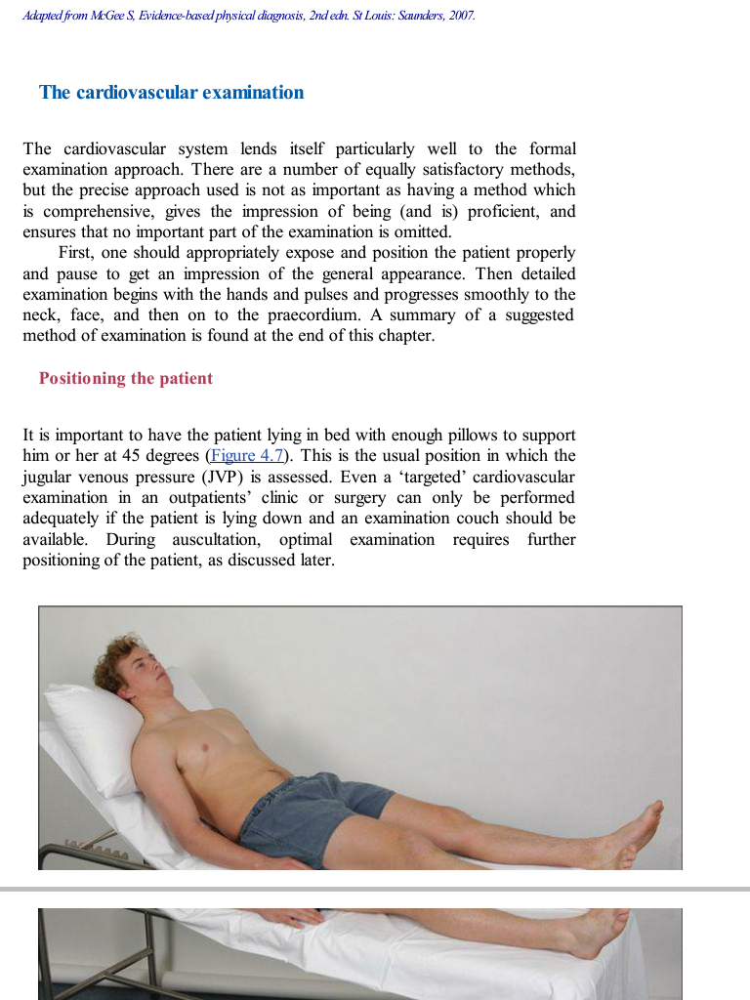 Adapted from McGee S, Evidence-based physical diagnosis, 2nd edn. St Louis: Saunders, 2007.
The cardiovascular examination
The cardiovascular system lends itself particularly well to the formal
examination approach. There are a number of equally satisfactory methods,
but the precise approach used is not as important as having a method which
is comprehensive, gives the impression of being (and is) proficient, and
ensures that no important part of the examination is omitted.
First, one should appropriately expose and position the patient properly
and pause to get an impression of the general appearance. Then detailed
examination begins with the hands and pulses and progresses smoothly to the
neck, face, and then on to the praecordium. A summary of a suggested
method of examination is found at the end of this chapter.
Positioning the patient
It is important to have the patient lying in bed with enough pillows to support
him or her at 45 degrees (Figure 4.7). This is the usual position in which the
jugular venous pressure (JVP) is assessed. Even a ‘targeted’ cardiovascular
examination in an outpatients’ clinic or surgery can only be performed
adequately if the patient is lying down and an examination couch should be
available. During auscultation, optimal examination requires further
positioning of the patient, as discussed later.